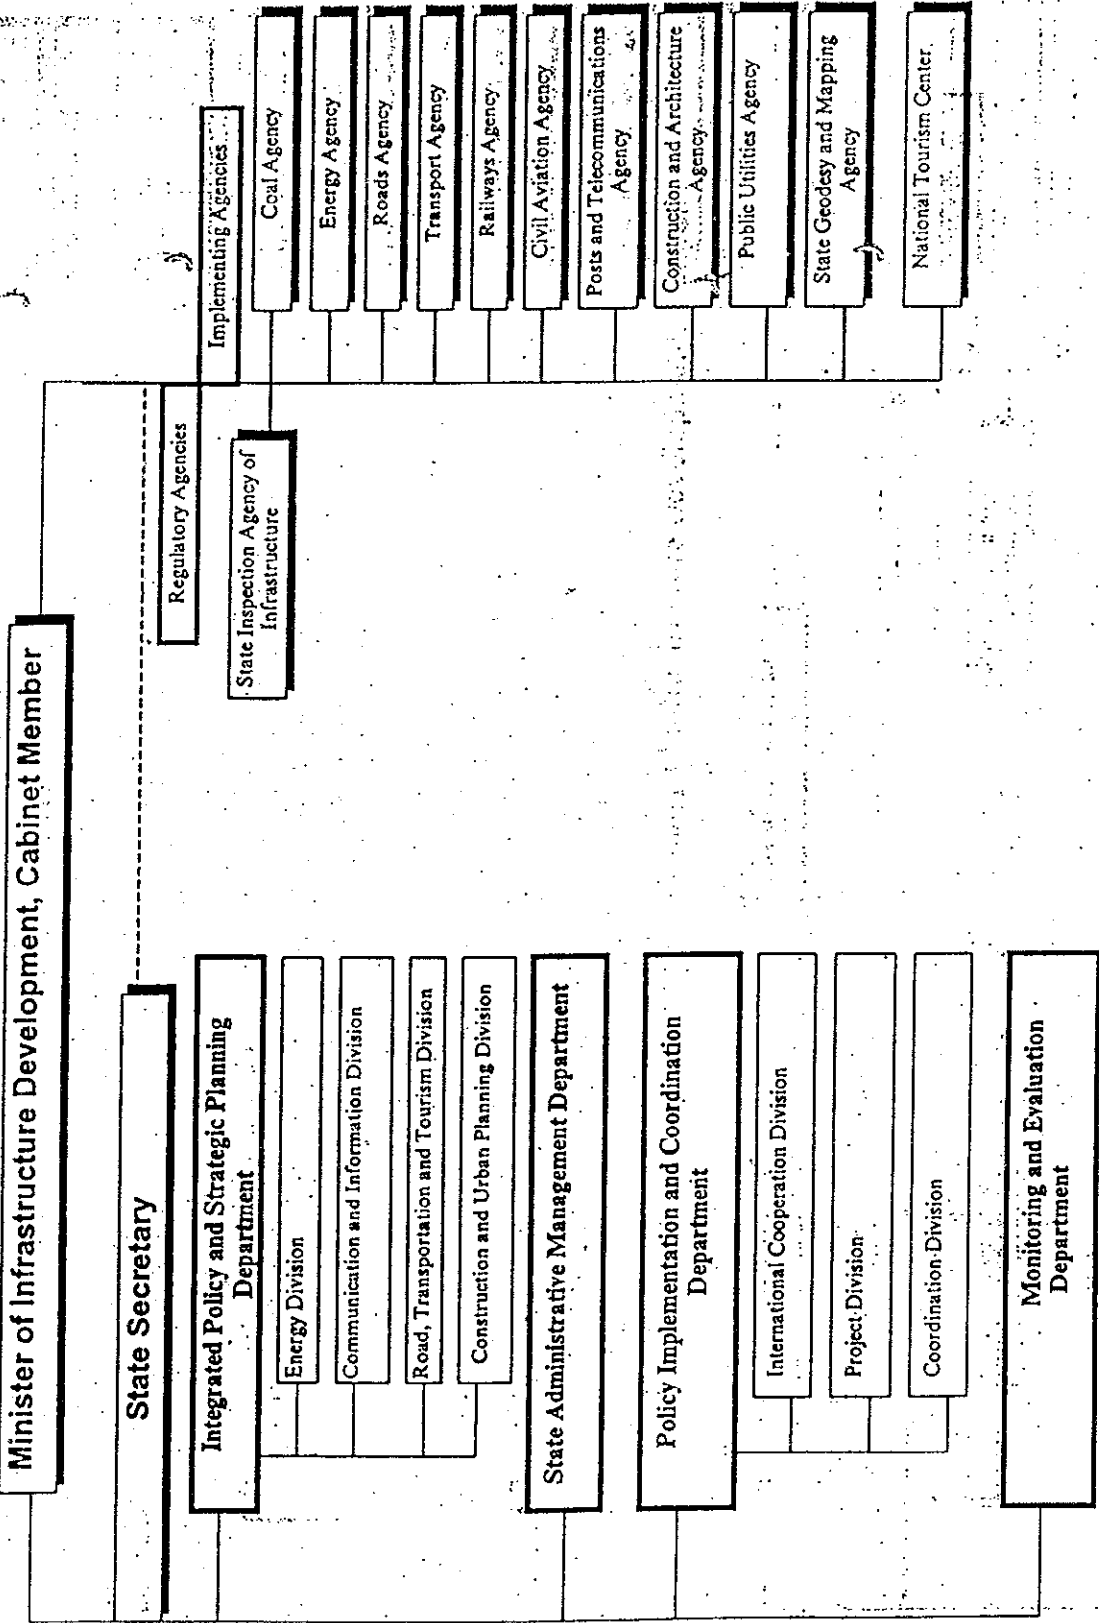 Minister of Infrastructure Development, Cabinet Member
State Secretary
Integrated Policy and Strategic Planning
Department
Energy Division
Communication and Information Division
Road, Transportation and Tourism Division
Construction and Urban Planning Division
State Administrative Management Department
Policy Implementation and Coordination
Department
International Cooperation Division
Project Division
Coordination Division
Monitoring and Evaluation
Department
Regulatory Agencies
State Inspection Agency of
Infrastructure
Implementing Agencies
Coal Agency
Energy Agency
Roads Agency
Transport Agency
Railways Agency
Civil Aviation Agency
Posts and Telecommunications
Agency
Construction and Architecture
Agency
Public Utilities Agency
State Geodesy and Mapping
Agency
National Tourism Center